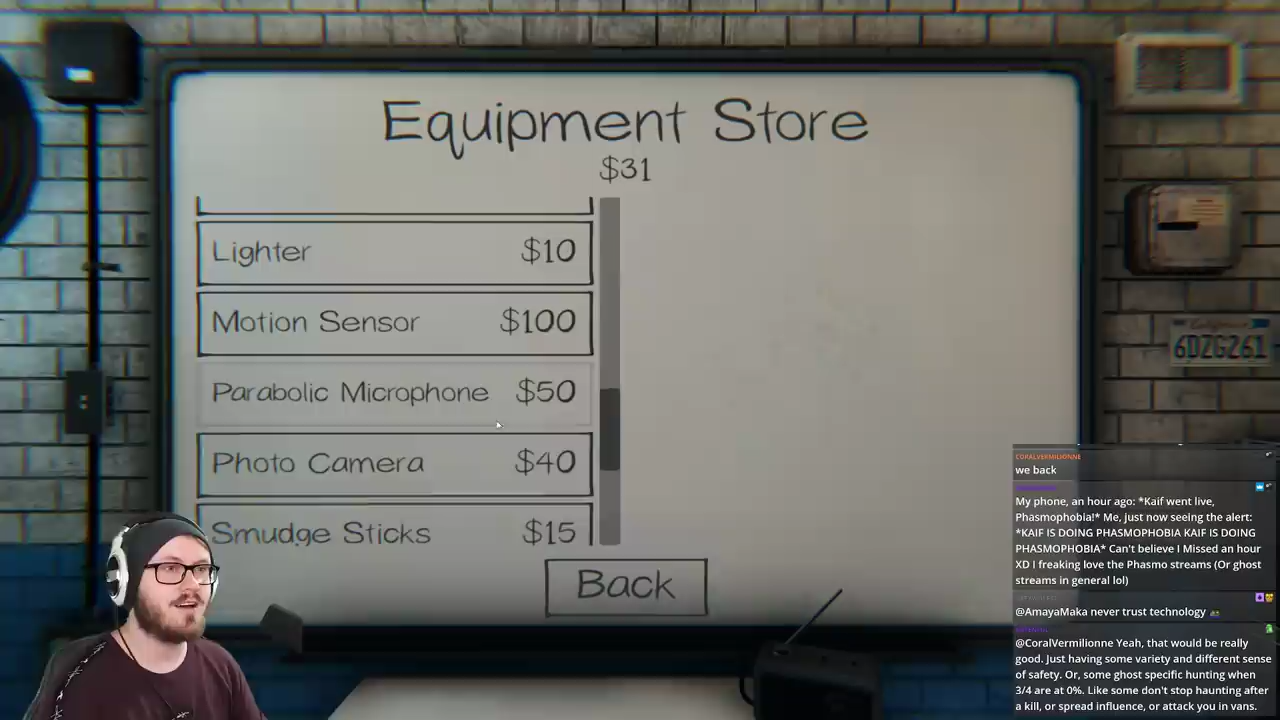 Equipment Store
$31
Lighter $10
Motion Sensor $100
Parabolic Microphone $50
Photo Camera $40
Smudge Sticks $15
Back
6DZG261
CORALVERMILIONNE
we back
My phone, an hour ago: *Kaif went live,
Phasmophobia!* Me, just now seeing the alert:
*KAIF IS DOING PHASMOPHOBIA KAIF IS DOING
PHASMOPHOBIA* Can't believe I Missed an hour
XD I freaking love the Phasmo streams (Or ghost
streams in general lol)
@AmayaMaka never trust technology
@CoralVermilionne Yeah, that would be really
good. Just having some variety and different sense
of safety. Or, some ghost specific hunting when
3/4 are at 0%. Like some don't stop haunting after
a kill, or spread influence, or attack you in vans.